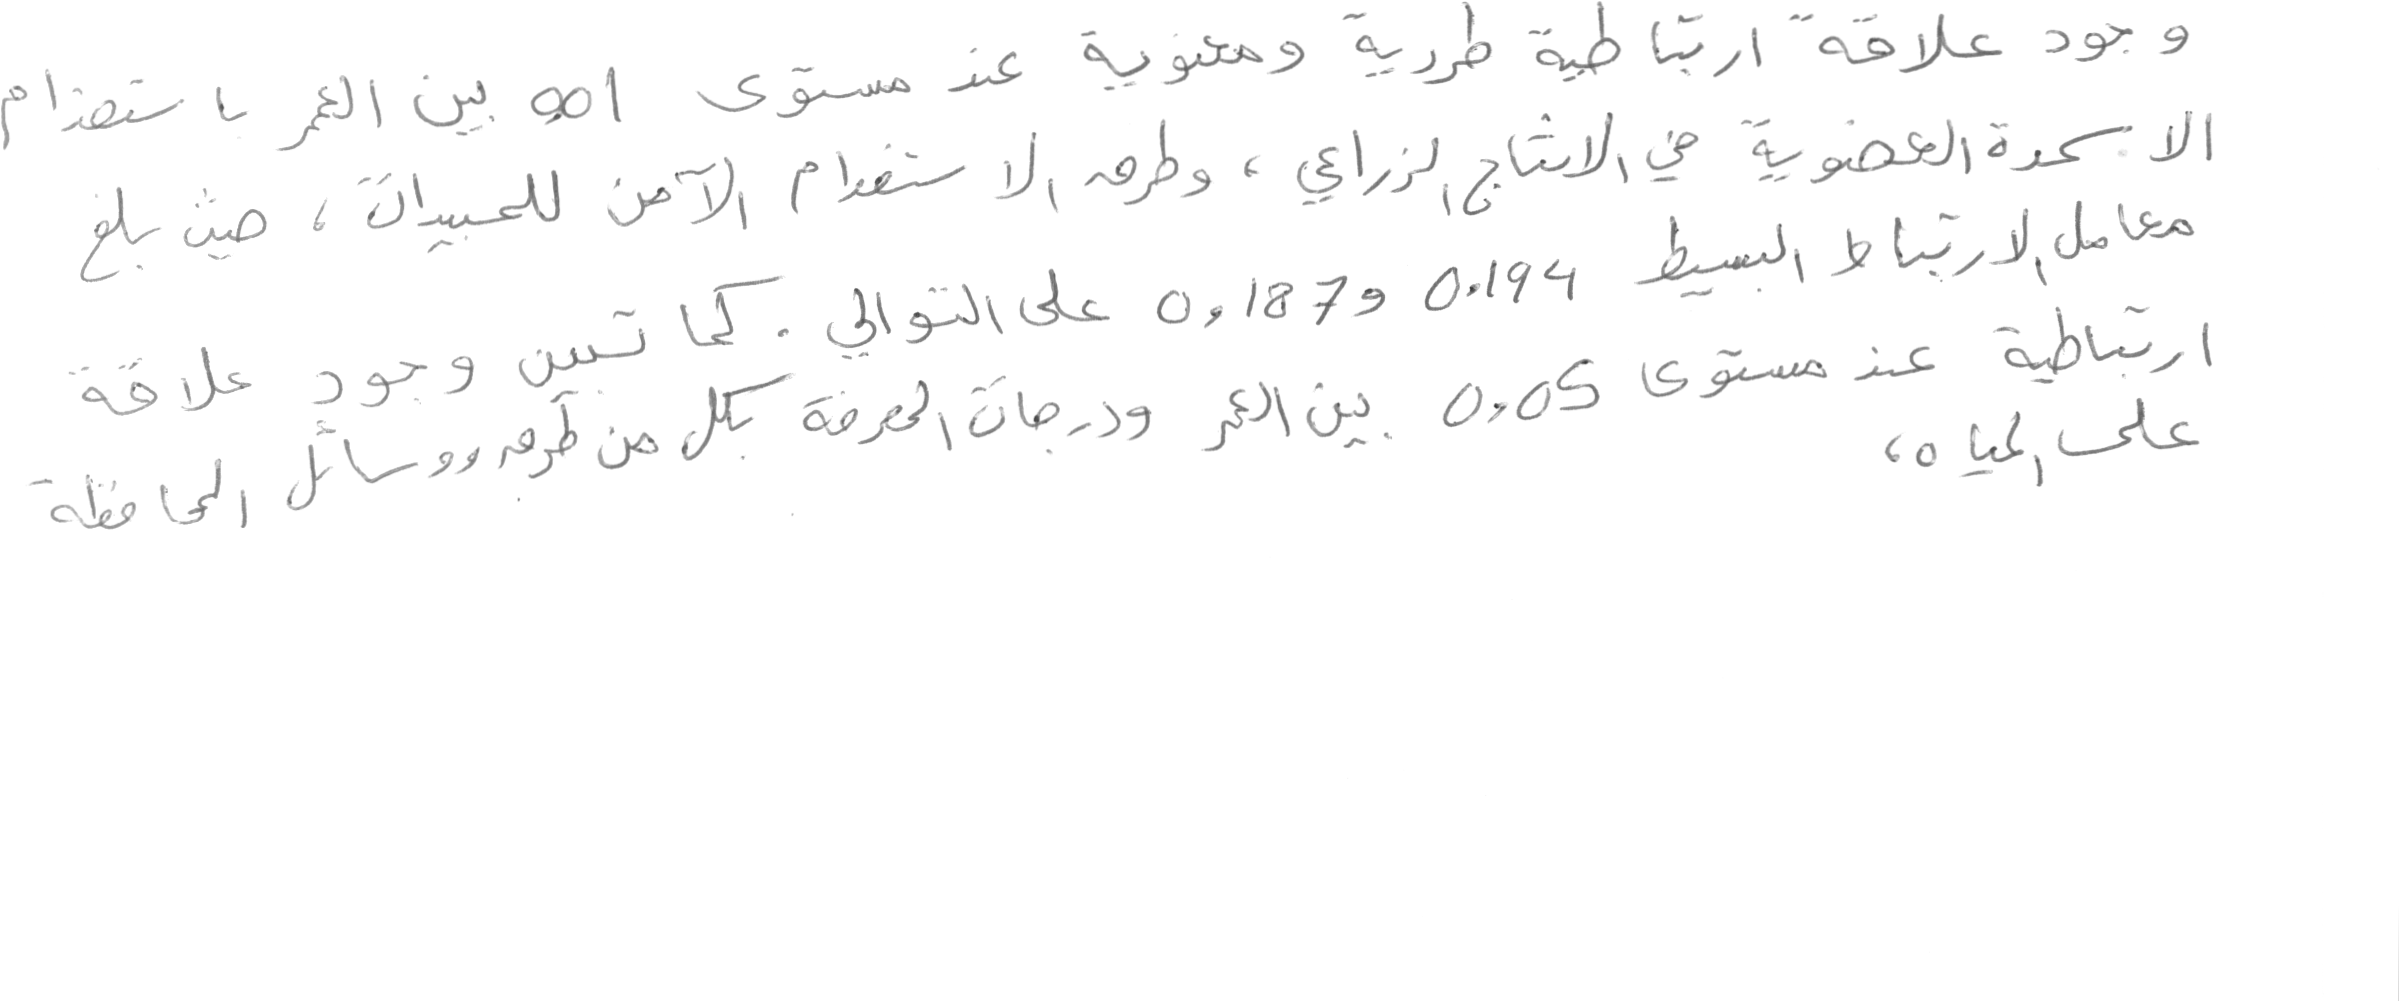 وجود علاقة ارتباطية طردية ومعنوية عند مستوى 0,01 بين العمر باستخدام
الاسمدة العضوية في الانتاج الزراعي، وطرق الاستخدام الآمن للمبيدات، حيث بلغ
معامل الارتباط البسيط 0.194 و 0,187 على التوالي. كما تبين وجود علاقة
ارتباطية عند مستوى 0,05 بين العمر ودرجات المعرفة بكل من طرق ووسائل المحافظة
على المياه،